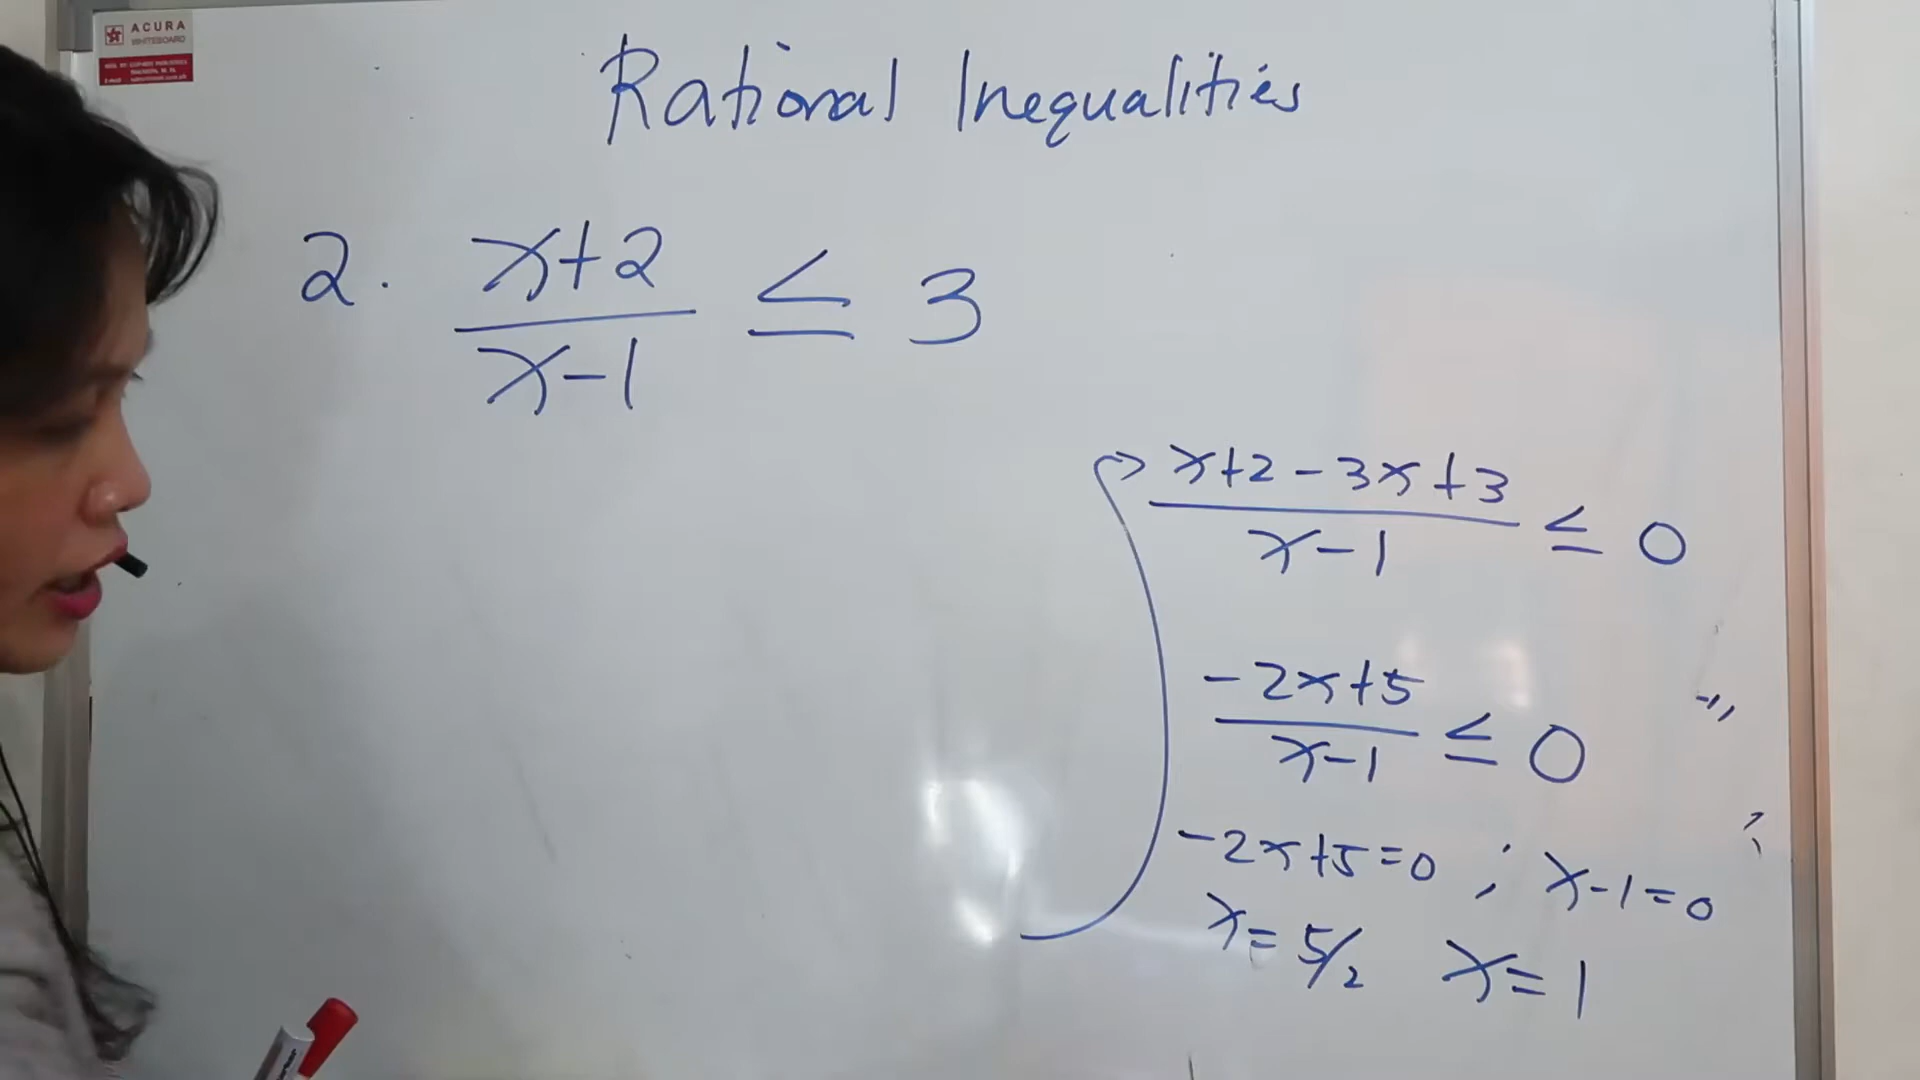 ACURA
WHITEBOARD
Rational Inequalities
2. x+2 / x-1 ≤ 3
x+2-3x+3 / x-1 ≤ 0
-2x+5 / x-1 ≤ 0
-2x+5=0 ; x-1=0
x=5/2 x=1